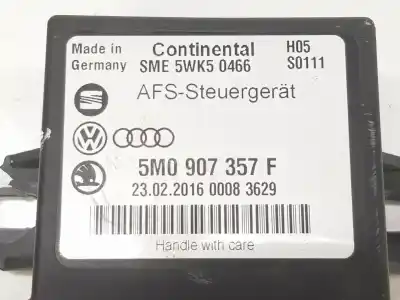 Made in Continental H05
Germany SME 5WK5 0466 S0111
AFS-Steuergerät
5M0 907 357 F
23.02.2016 0008 3629
Handle with care